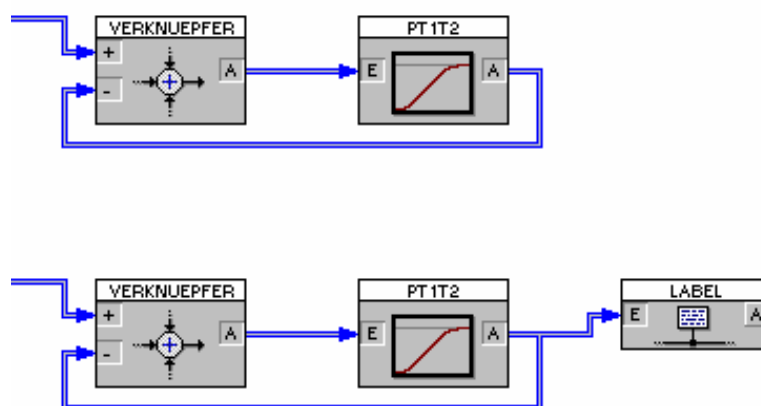 VERKNUEPFER
PT1T2
+
A
E
A
-
VERKNUEPFER
PT1T2
LABEL
+
A
E
A
E
A
-